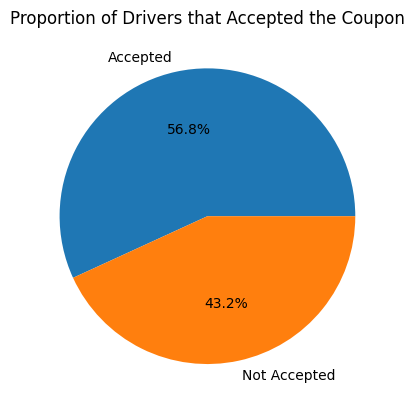 Proportion of Drivers that Accepted the Coupon
Accepted
56.8%
43.2%
Not Accepted